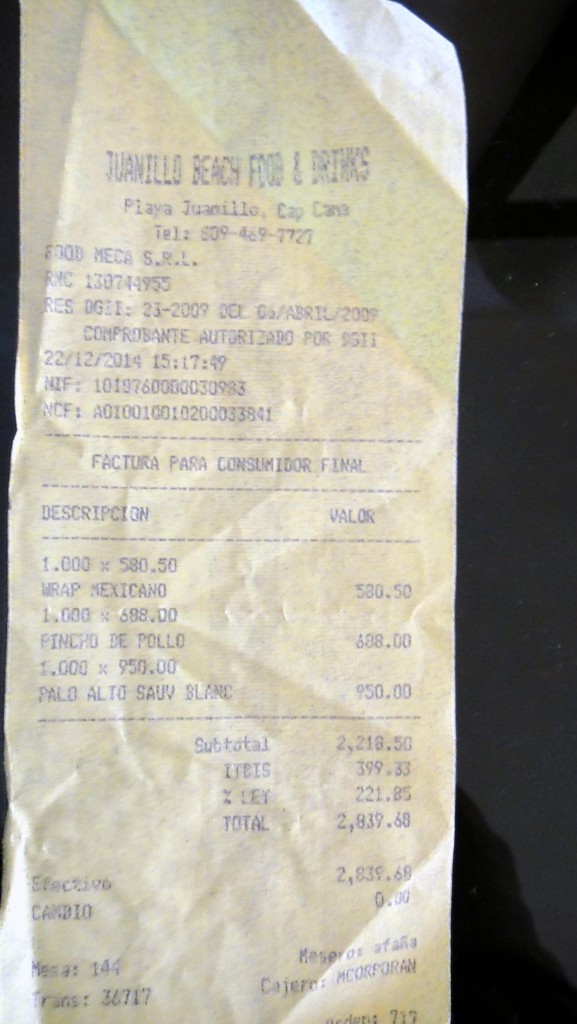 JUANILLO BEACH FOOD & DRINKS
Playa Juanillo, Cap Cana
Tel: 809-469-7727
FOOD MECA S.R.L.
RNC 130744955
RES DGII: 23-2009 DEL 06/ABRIL/2009
COMPROBANTE AUTORIZADO POR DGII
22/12/2014 15:17:49
NIF: 1018760000030983
NCF: A010010010200033841
FACTURA PARA CONSUMIDOR FINAL
DESCRIPCION VALOR
1.000 x 580.50
WRAP MEXICANO 580.50
1.000 x 688.00
PINCHO DE POLLO 688.00
1.000 x 950.00
PALO ALTO SAUV BLANC 950.00
Subtotal 2,218.50
ITBIS 399.33
% LEY 221.85
TOTAL 2,839.68
Efectivo 2,839.68
CAMBIO 0.00
Mesa: 144 Mesero: afaña
Trans: 36717 Cajero: MCORPORAN
orden: 717